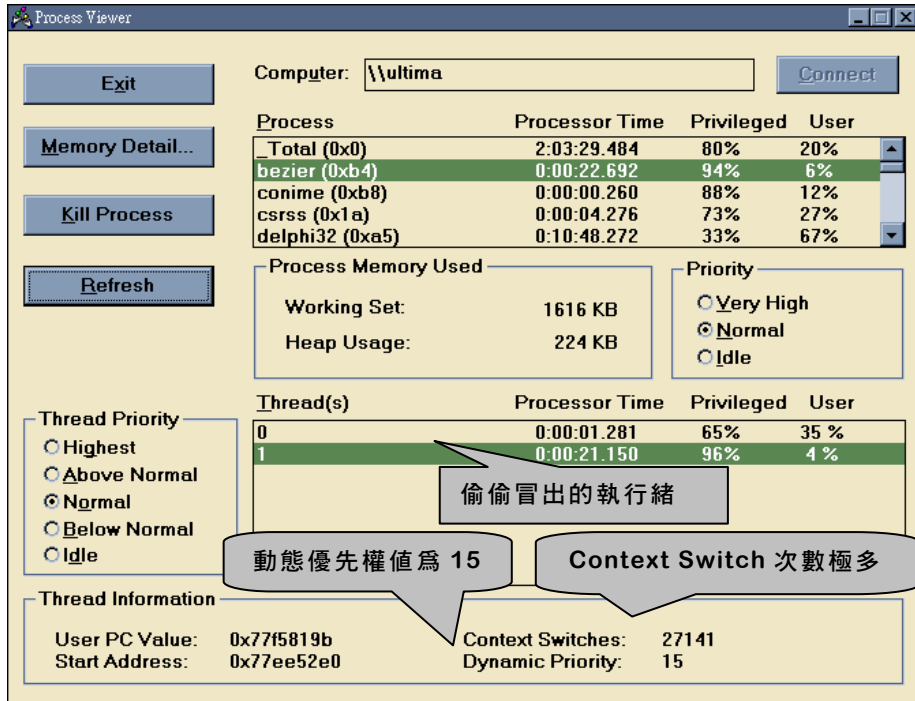 Process Viewer
Exit
Computer: \\ultima
Connect
Memory Detail...
Process Processor Time Privileged User
_Total (0x0) 2:03:29.484 80% 20%
bezier (0xb4) 0:00:22.692 94% 6%
conime (0xb8) 0:00:00.260 88% 12%
csrss (0x1a) 0:00:04.276 73% 27%
delphi32 (0xa5) 0:10:48.272 33% 67%
Kill Process
Refresh
Process Memory Used
Working Set: 1616 KB
Heap Usage: 224 KB
Priority
Very High
Normal
Idle
Thread(s) Processor Time Privileged User
0 0:00:01.281 65% 35 %
1 0:00:21.150 96% 4 %
Thread Priority
Highest
Above Normal
Normal
Below Normal
Idle
偷偷冒出的執行緒
動態優先權值爲 15
Context Switch 次數極多
Thread Information
User PC Value: 0x77f5819b Context Switches: 27141
Start Address: 0x77ee52e0 Dynamic Priority: 15